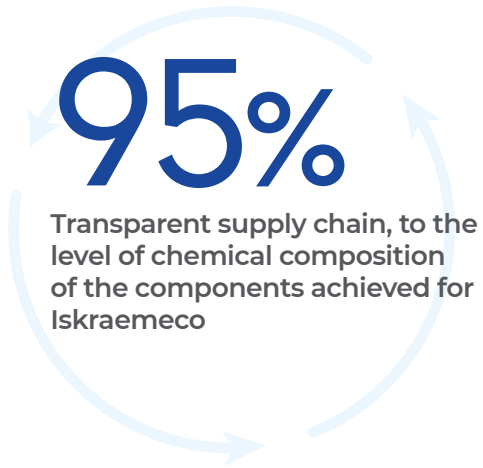 95%
Transparent supply chain, to the
level of chemical composition
of the components achieved for
Iskraemeco